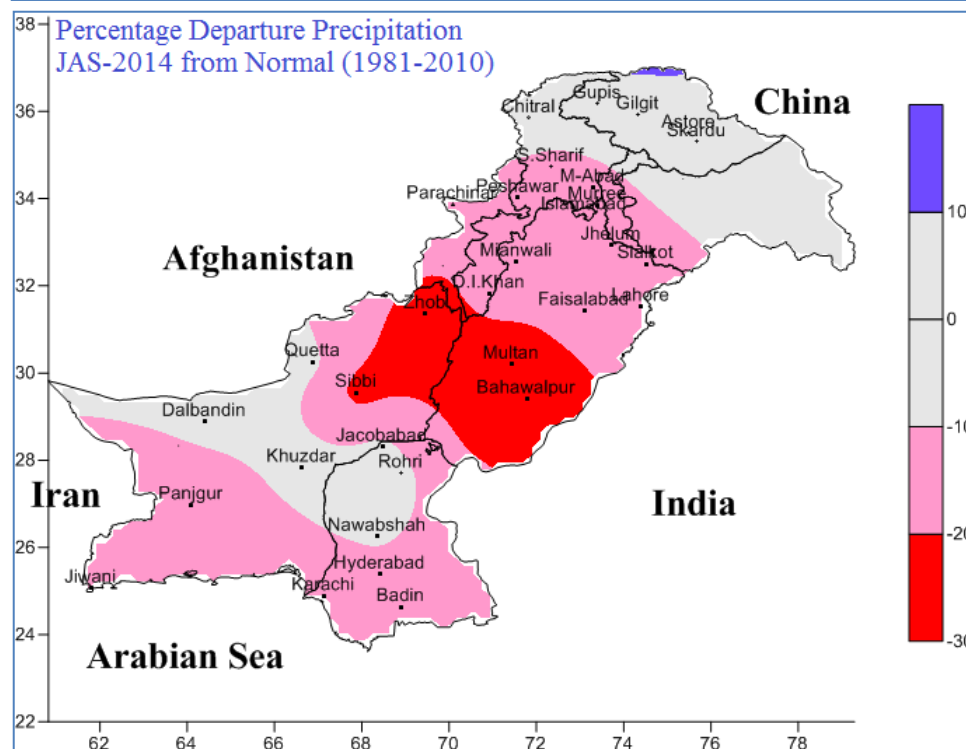 Percentage Departure Precipitation
JAS-2014 from Normal (1981-2010)
38
36
34
32
30
28
26
24
22
62
64
66
68
70
72
74
76
78
China
Afghanistan
Iran
India
Arabian Sea
Chitral
Gupis
Gilgit
Astore
Skardu
S.Sharif
M-Abad
Parachinar
Peshawar
Murree
Islamabad
Jhelum
Mianwali
Sialkot
D.I.Khan
Faisalabad
Lahore
Zhob
Quetta
Multan
Sibbi
Bahawalpur
Dalbandin
Jacobabad
Khuzdar
Rohri
Panjgur
Nawabshah
Hyderabad
Jiwani
Karachi
Badin
10
0
-10
-20
-30